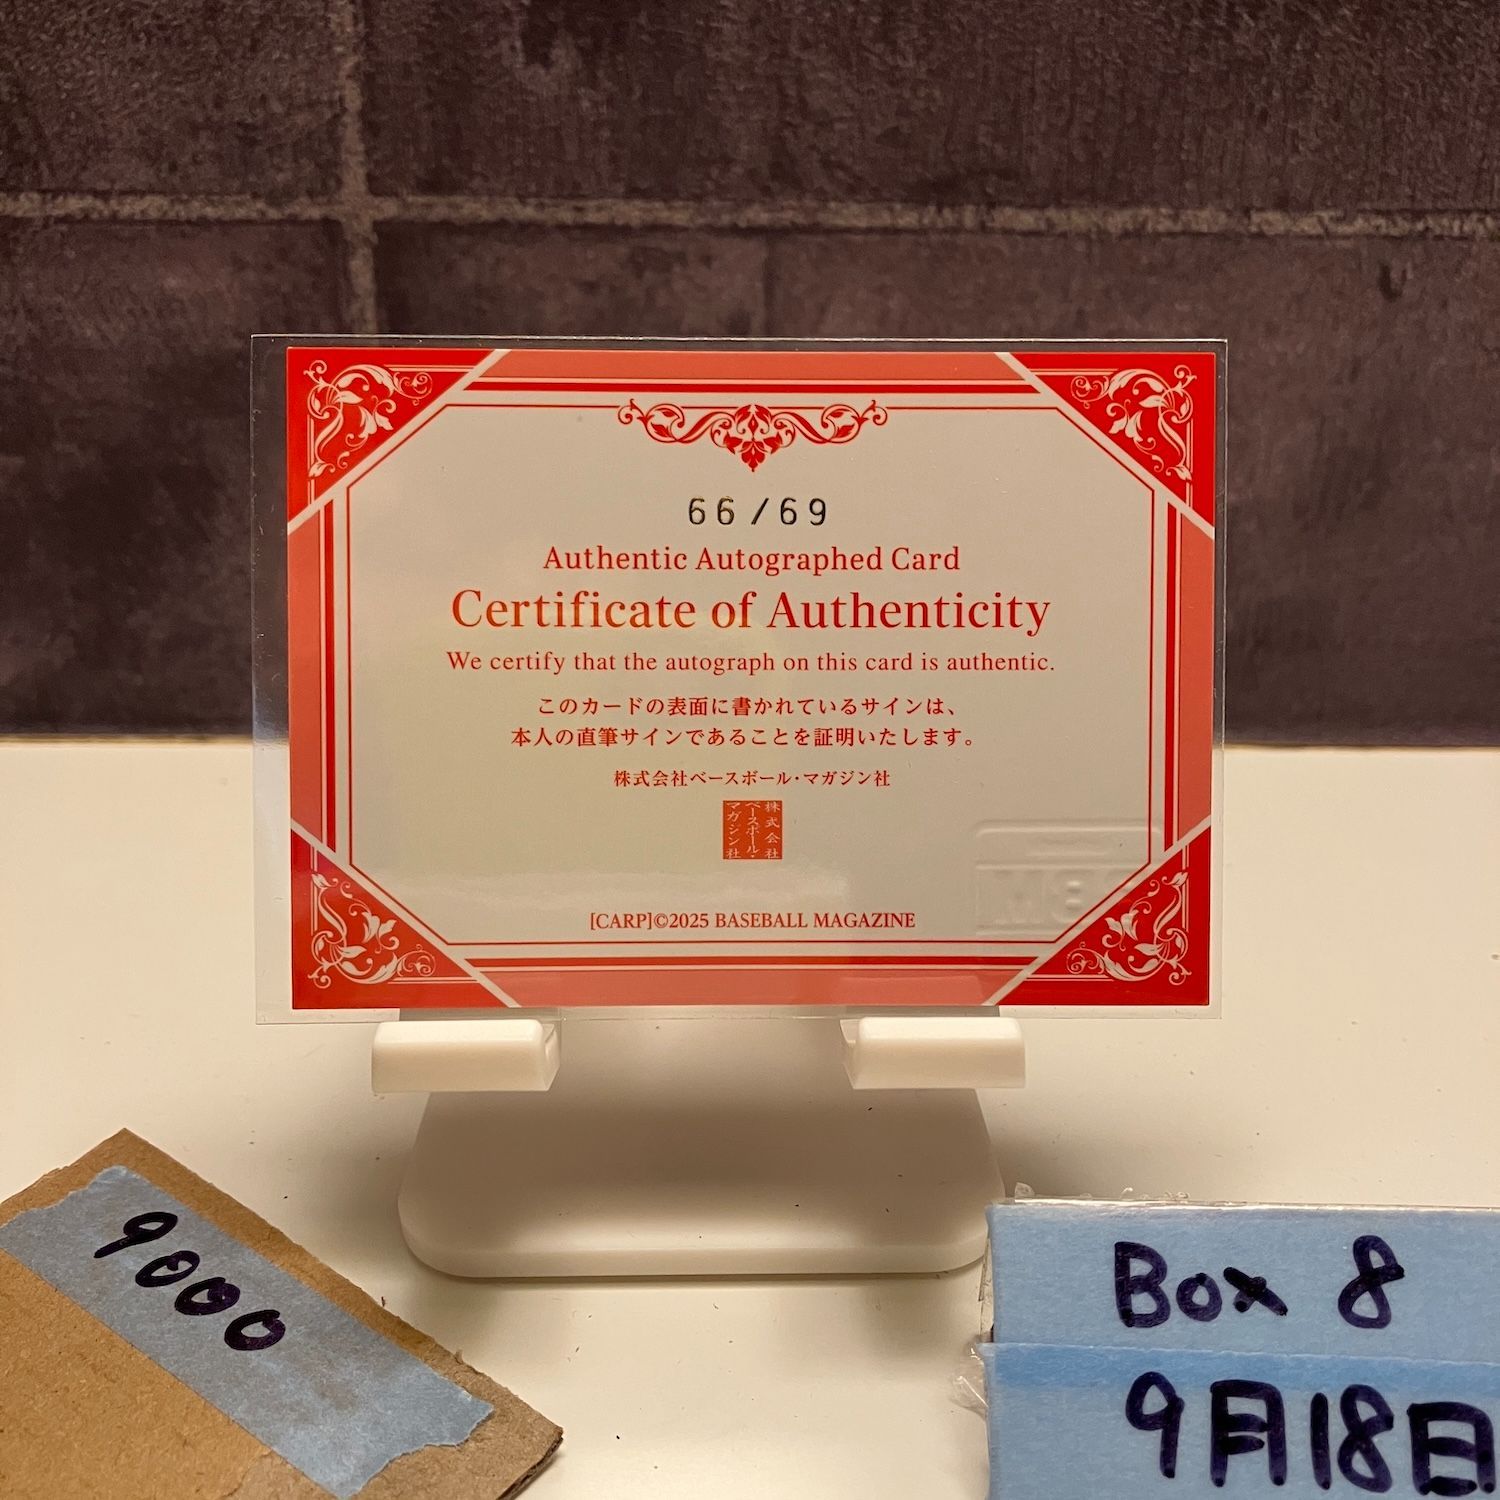 66/69
Authentic Autographed Card
Certificate of Authenticity
We certify that the autograph on this card is authentic.
このカードの表面に書かれているサインは、
本人の直筆サインであることを証明いたします。
株式会社ベースボール・マガジン社
株式会社
ベースボール・
マガジン社
[CARP]©2025 BASEBALL MAGAZINE
9000
Box 8
9月18日